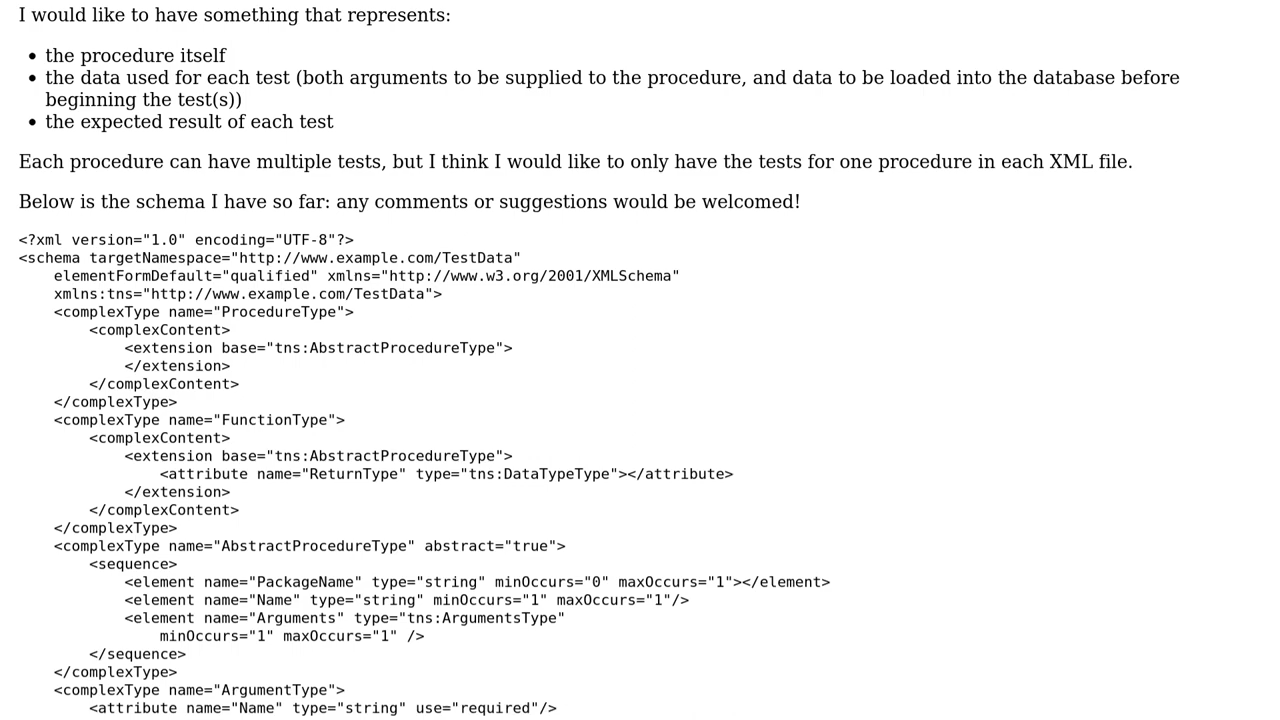 I would like to have something that represents:
• the procedure itself
• the data used for each test (both arguments to be supplied to the procedure, and data to be loaded into the database before
beginning the test(s))
• the expected result of each test
Each procedure can have multiple tests, but I think I would like to only have the tests for one procedure in each XML file.
Below is the schema I have so far: any comments or suggestions would be welcomed!
<?xml version="1.0" encoding="UTF-8"?>
<schema targetNamespace="http://www.example.com/TestData"
    elementFormDefault="qualified" xmlns="http://www.w3.org/2001/XMLSchema"
    xmlns:tns="http://www.example.com/TestData">
    <complexType name="ProcedureType">
        <complexContent>
            <extension base="tns:AbstractProcedureType">
            </extension>
        </complexContent>
    </complexType>
    <complexType name="FunctionType">
        <complexContent>
            <extension base="tns:AbstractProcedureType">
                <attribute name="ReturnType" type="tns:DataTypeType"></attribute>
            </extension>
        </complexContent>
    </complexType>
    <complexType name="AbstractProcedureType" abstract="true">
        <sequence>
            <element name="PackageName" type="string" minOccurs="0" maxOccurs="1"></element>
            <element name="Name" type="string" minOccurs="1" maxOccurs="1"/>
            <element name="Arguments" type="tns:ArgumentsType"
                minOccurs="1" maxOccurs="1" />
        </sequence>
    </complexType>
    <complexType name="ArgumentType">
        <attribute name="Name" type="string" use="required"/>